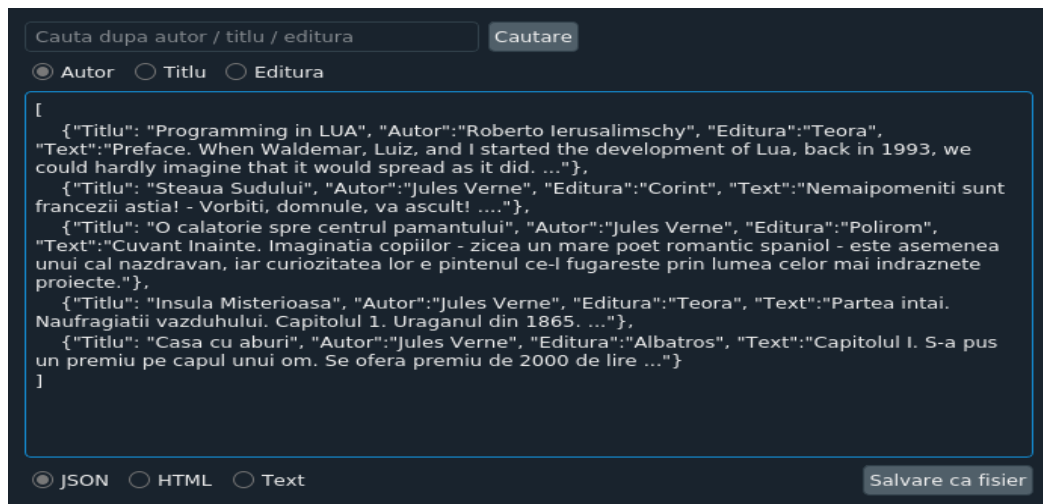 Cauta dupa autor / titlu / editura Cautare
Autor Titlu Editura
[
{"Titlu": "Programming in LUA", "Autor":"Roberto Ierusalimschy", "Editura":"Teora",
"Text":"Preface. When Waldemar, Luiz, and I started the development of Lua, back in 1993, we
could hardly imagine that it would spread as it did. ..."},
{"Titlu": "Steaua Sudului", "Autor":"Jules Verne", "Editura":"Corint", "Text":"Nemaipomeniti sunt
francezii astia! - Vorbiti, domnule, va ascult! ...."},
{"Titlu": "O calatorie spre centrul pamantului", "Autor":"Jules Verne", "Editura":"Polirom",
"Text":"Cuvant Inainte. Imaginatia copiilor - zicea un mare poet romantic spaniol - este asemenea
unui cal nazdravan, iar curiozitatea lor e pintenul ce-l fugareste prin lumea celor mai indraznete
proiecte."},
{"Titlu": "Insula Misterioasa", "Autor":"Jules Verne", "Editura":"Teora", "Text":"Partea intai.
Naufragiatii vazduhului. Capitolul 1. Uraganul din 1865. ..."},
{"Titlu": "Casa cu aburi", "Autor":"Jules Verne", "Editura":"Albatros", "Text":"Capitolul I. S-a pus
un premiu pe capul unui om. Se ofera premiu de 2000 de lire ..."}
]
JSON HTML Text Salvare ca fisier